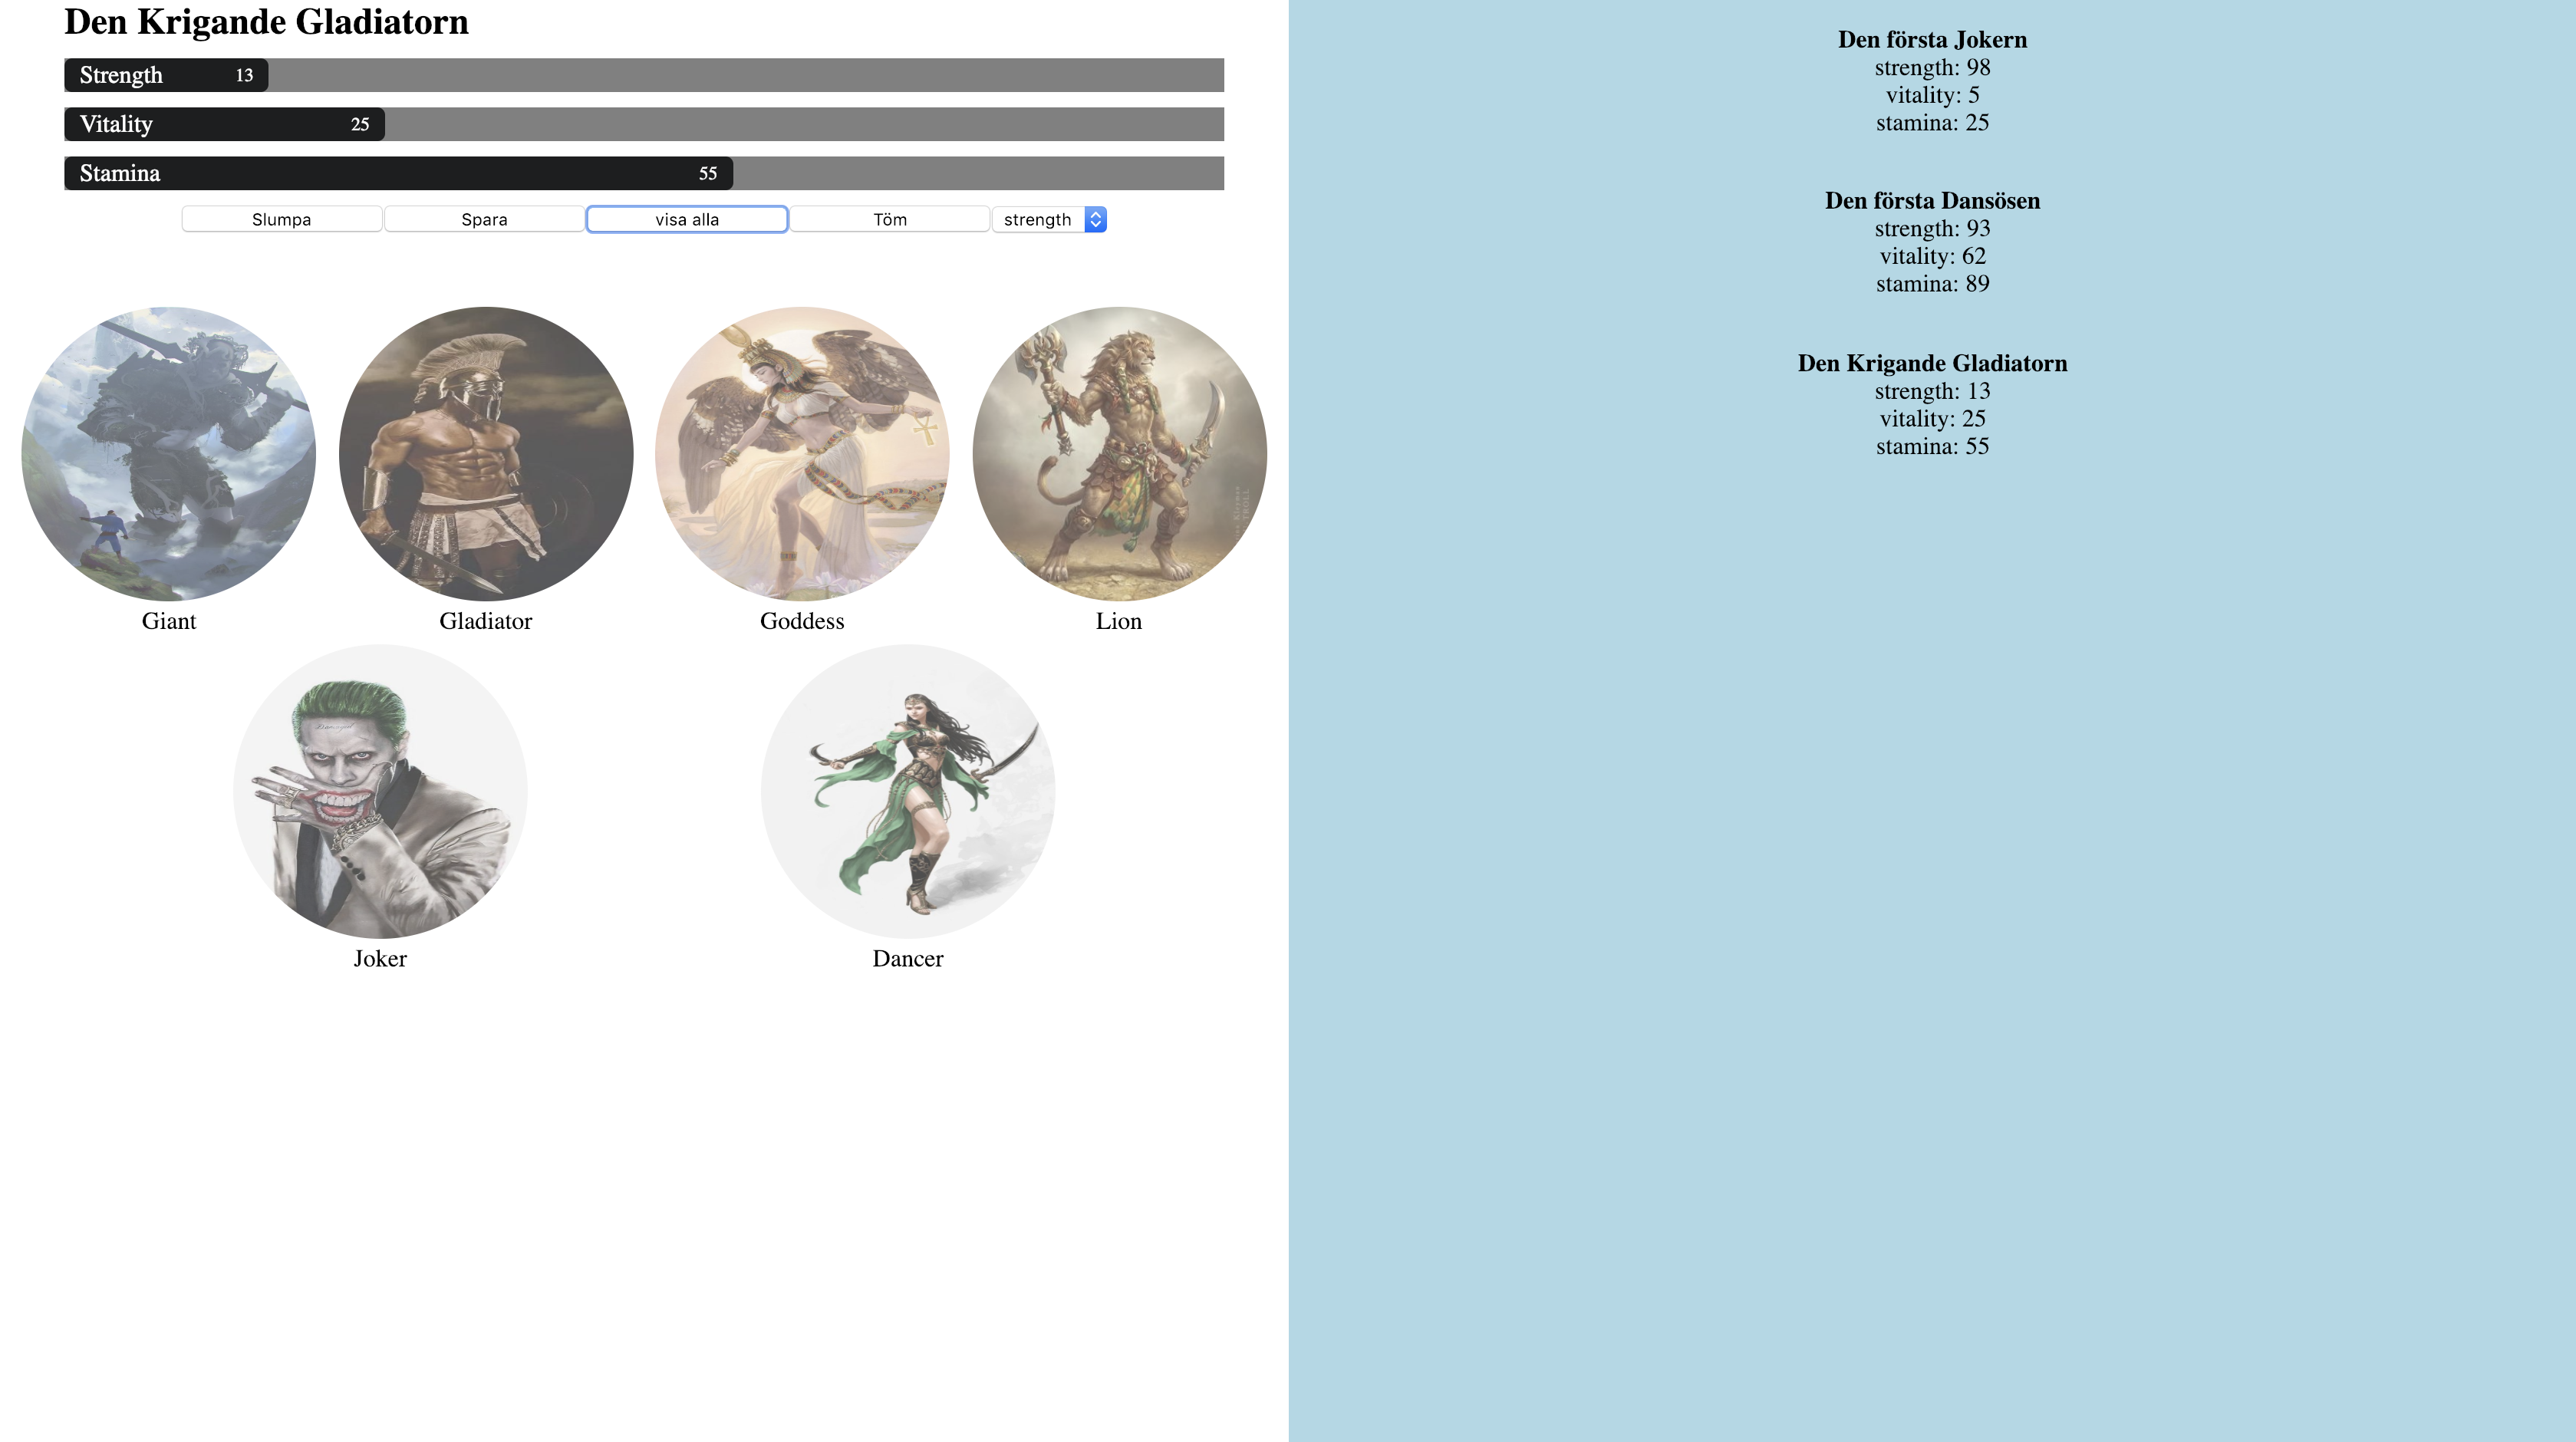 Den Krigande Gladiatorn
Strength 13
Vitality 25
Stamina 55
Slumpa Spara visa alla Töm strength
Giant Gladiator Goddess Lion
Joker Dancer
Den första Jokern
strength: 98
vitality: 5
stamina: 25
Den första Dansösen
strength: 93
vitality: 62
stamina: 89
Den Krigande Gladiatorn
strength: 13
vitality: 25
stamina: 55